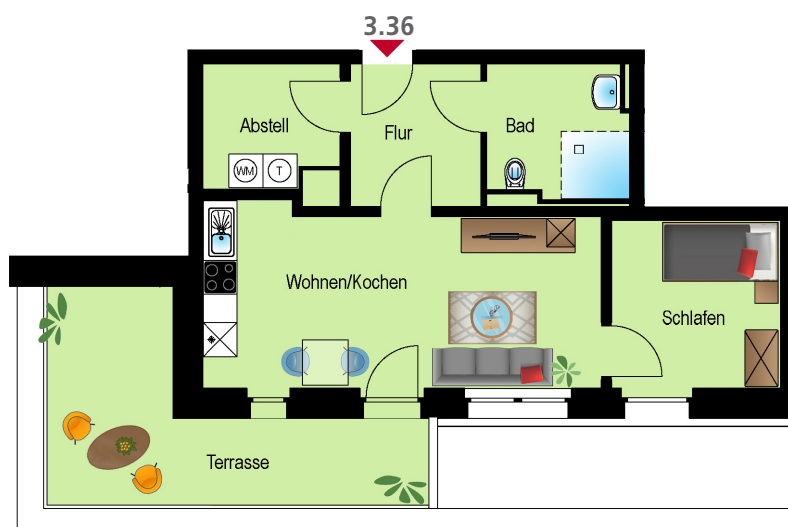 3.36
Abstell
Flur
Bad
WM
T
Wohnen/Kochen
Schlafen
Terrasse